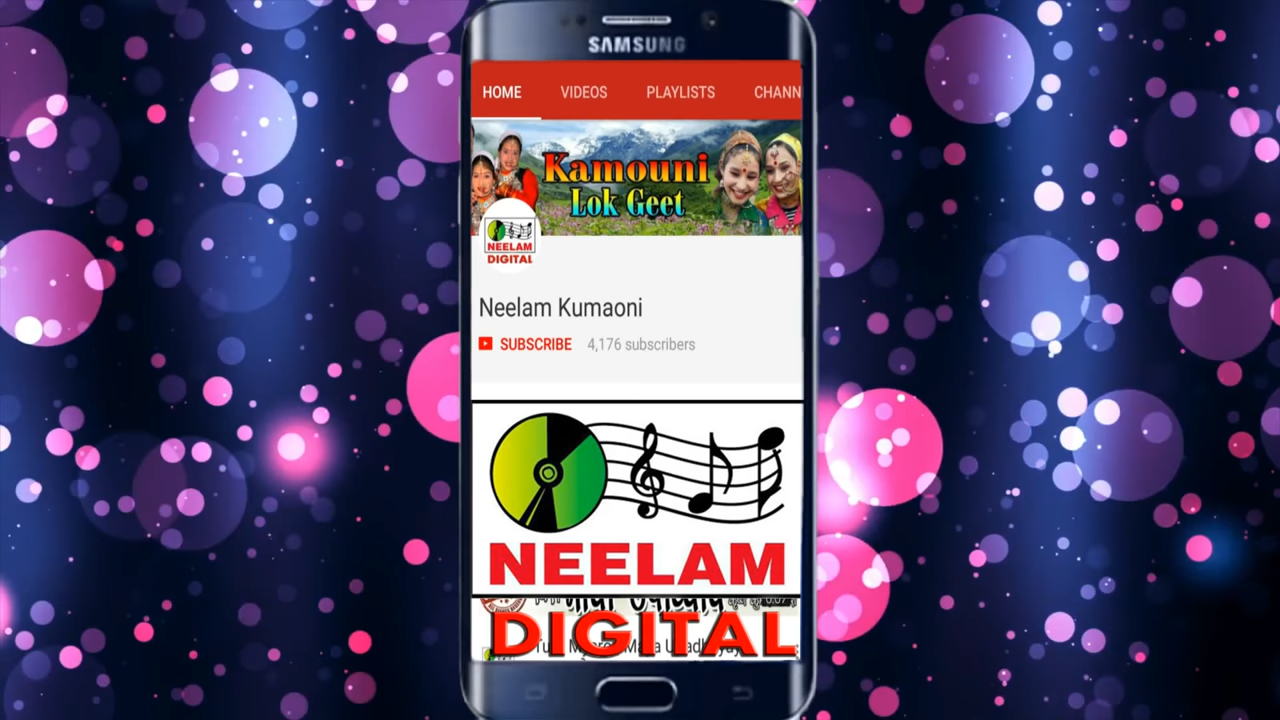 SAMSUNG
HOME VIDEOS PLAYLISTS CHANN
Kamouni
Lok Geet
NEELAM
DIGITAL
Neelam Kumaoni
SUBSCRIBE 4,176 subscribers
NEELAM
DIGITAL